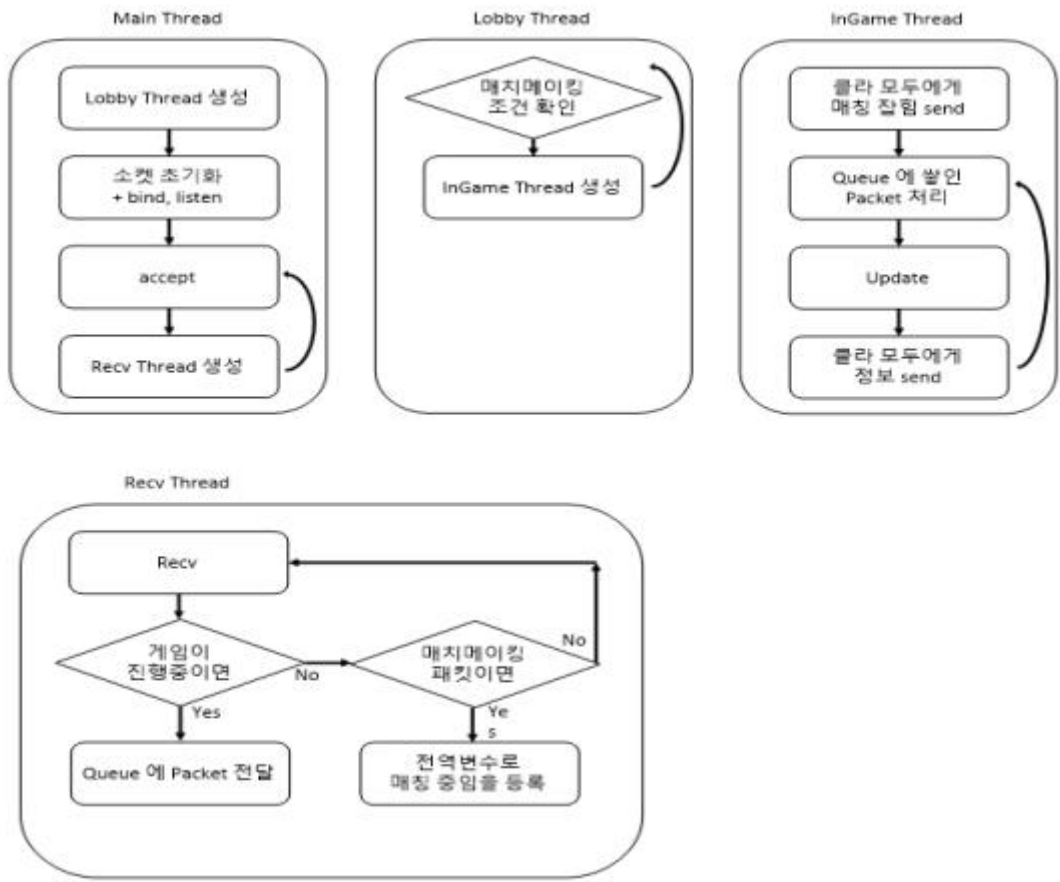 Main Thread
Lobby Thread 생성
소켓 초기화
+ bind, listen
accept
Recv Thread 생성
Lobby Thread
매치메이킹
조건 확인
InGame Thread 생성
InGame Thread
클라 모두에게
매칭 잡힘 send
Queue 에 쌓인
Packet 처리
Update
클라 모두에게
정보 send
Recv Thread
Recv
게임이
진행중이면
No
매치메이킹
패킷이면
No
Yes
Ye
s
Queue 에 Packet 전달
전역변수로
매칭 중임을 등록